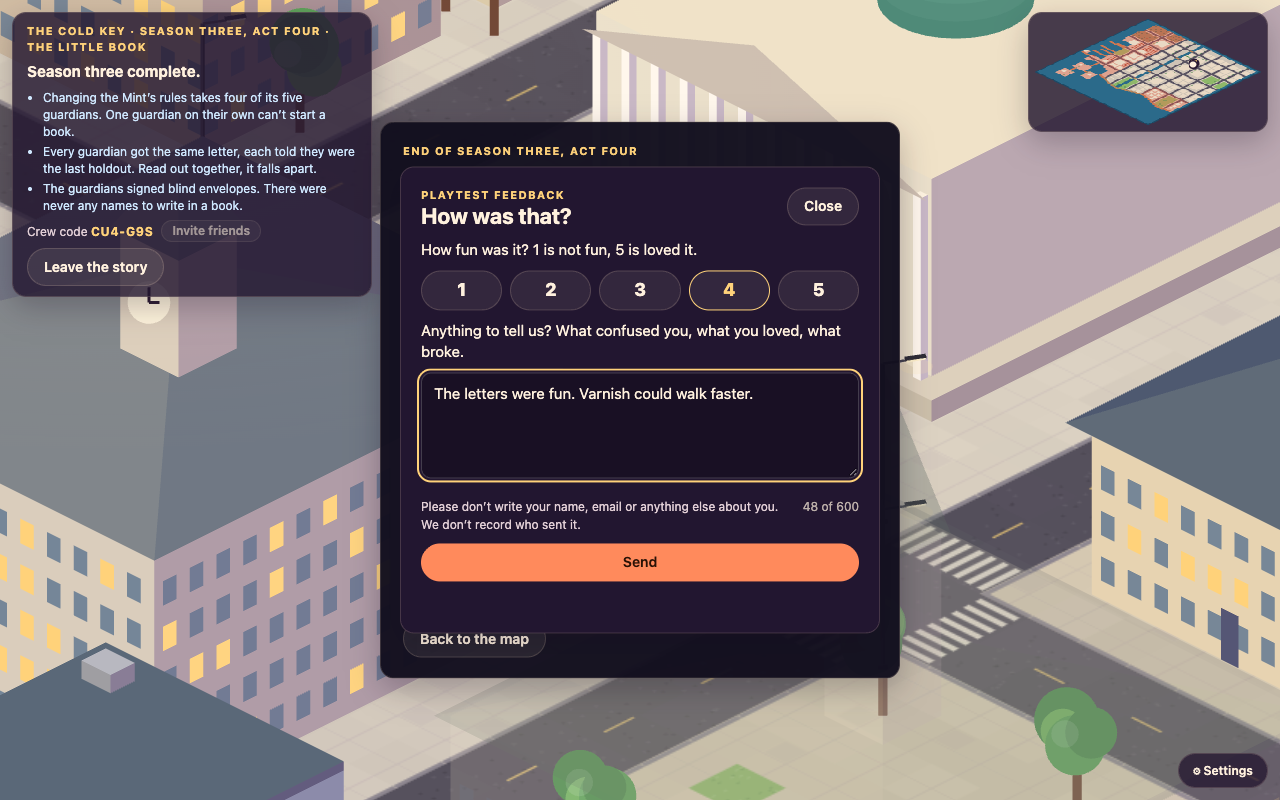 THE COLD KEY · SEASON THREE, ACT FOUR ·
THE LITTLE BOOK
Season three complete.
• Changing the Mint’s rules takes four of its five
guardians. One guardian on their own can’t start a
book.
• Every guardian got the same letter, each told they were
the last holdout. Read out together, it falls apart.
• The guardians signed blind envelopes. There were
never any names to write in a book.
Crew code CU4-G9S Invite friends
Leave the story
END OF SEASON THREE, ACT FOUR
PLAYTEST FEEDBACK
How was that?
Close
How fun was it? 1 is not fun, 5 is loved it.
1 2 3 4 5
Anything to tell us? What confused you, what you loved, what
broke.
The letters were fun. Varnish could walk faster.
Please don’t write your name, email or anything else about you.
We don’t record who sent it.
48 of 600
Send
Back to the map
⚙ Settings